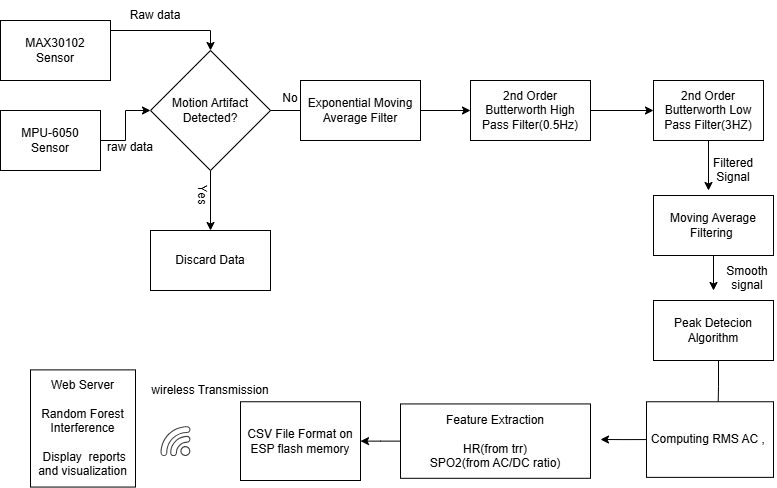 Raw data
MAX30102
Sensor
MPU-6050
Sensor
raw data
Motion Artifact
Detected?
No
Yes
Discard Data
Exponential Moving
Average Filter
2nd Order
Butterworth High
Pass Filter(0.5Hz)
2nd Order
Butterworth Low
Pass Filter(3HZ)
Filtered
Signal
Moving Average
Filtering
Smooth
signal
Peak Detecion
Algorithm
Computing RMS AC ,
Feature Extraction
HR(from trr)
SPO2(from AC/DC ratio)
CSV File Format on
ESP flash memory
wireless Transmission
Web Server
Random Forest
Interference
Display reports
and visualization